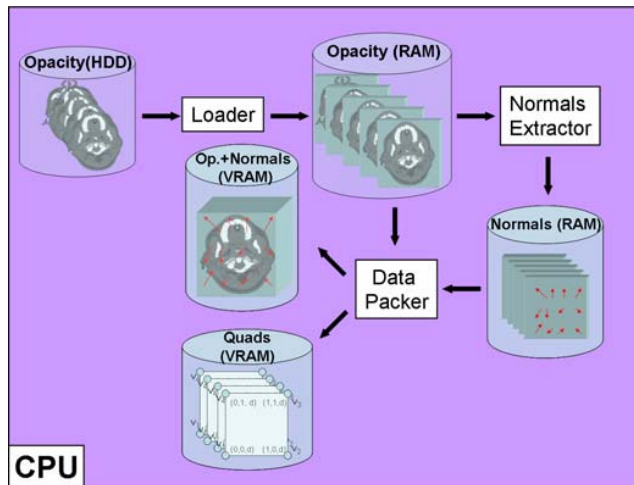 Opacity(HDD)
Loader
Opacity (RAM)
Normals
Extractor
Op.+Normals
(VRAM)
Normals (RAM)
Data
Packer
Quads
(VRAM)
(0,1, d) (1,1,d)
V3
(0,0, d) (1,0,d)
CPU